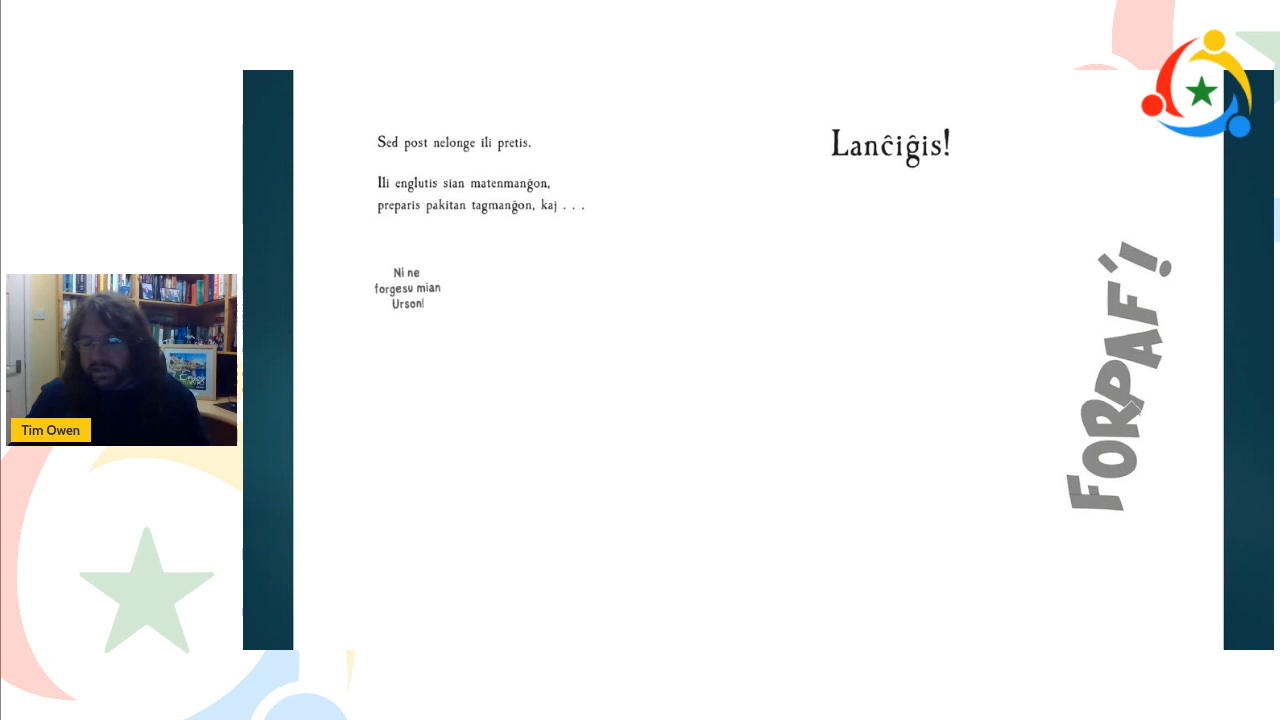 Sed post nelonge ili pretis.
Ili englutis sian matenmanĝon,
preparis pakitan tagmanĝon, kaj . . .
Ni ne
forgesu mian
Urson!
Lanĉiĝis!
FORPAF'!
Tim Owen
Enjoy